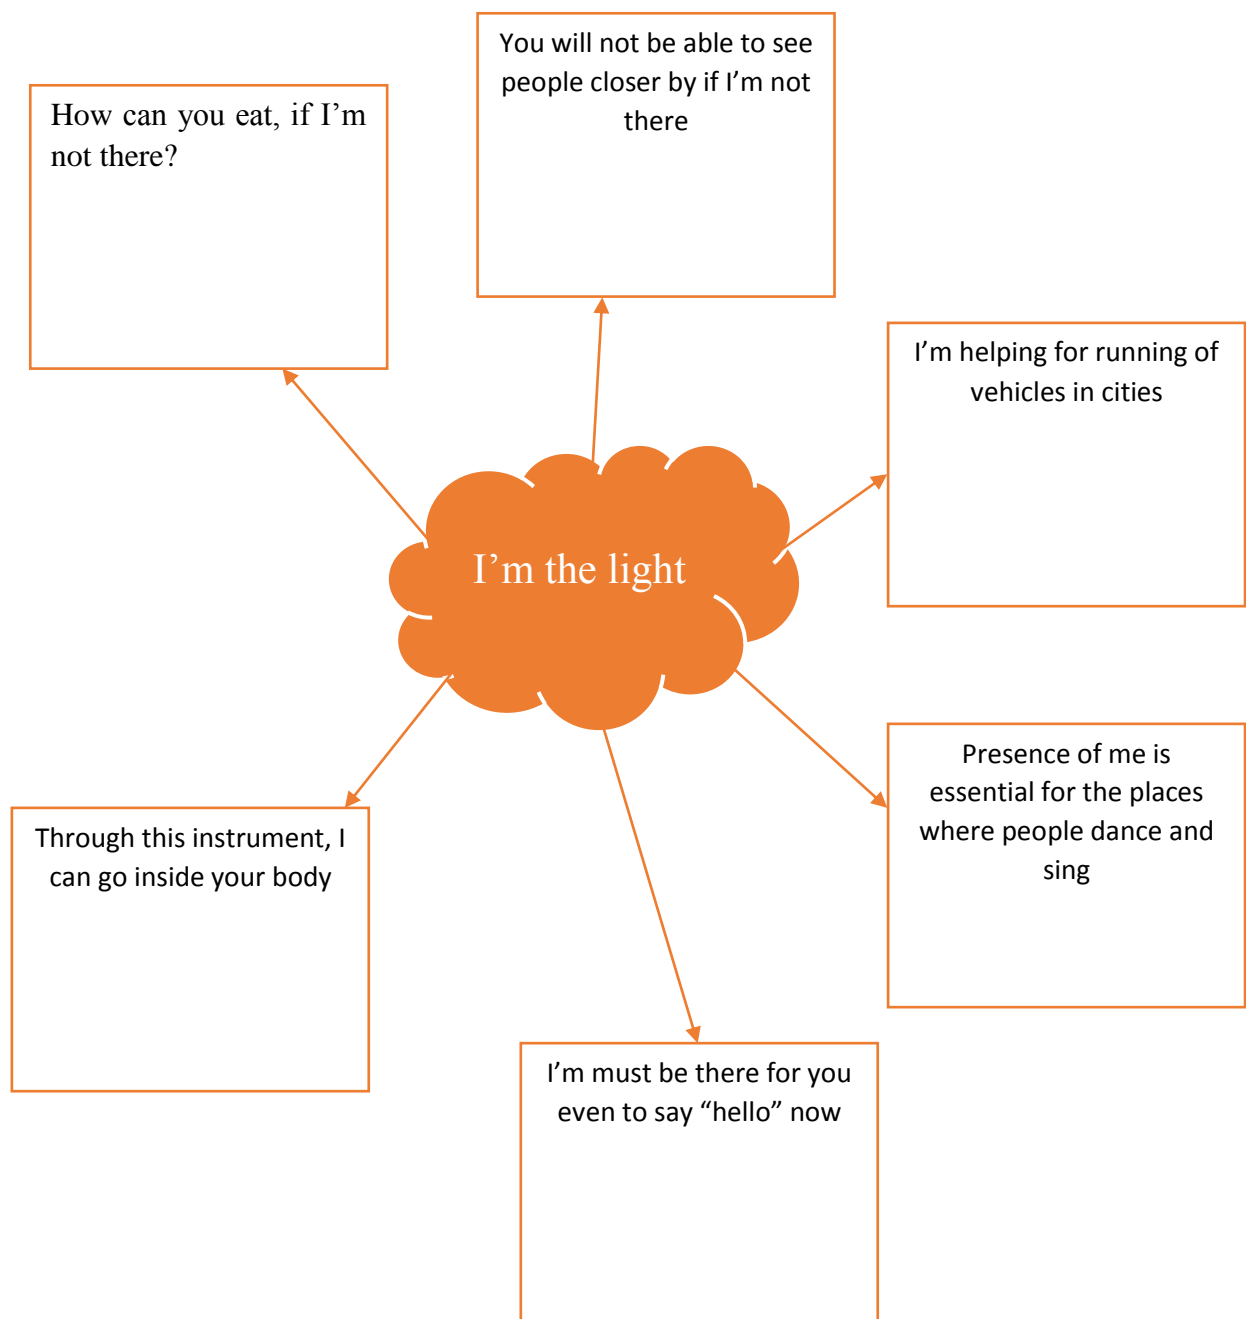 You will not be able to see
people closer by if I’m not
there
How can you eat, if I’m
not there?
I’m helping for running of
vehicles in cities
I’m the light
Presence of me is
essential for the places
where people dance and
sing
Through this instrument, I
can go inside your body
I’m must be there for you
even to say “hello” now